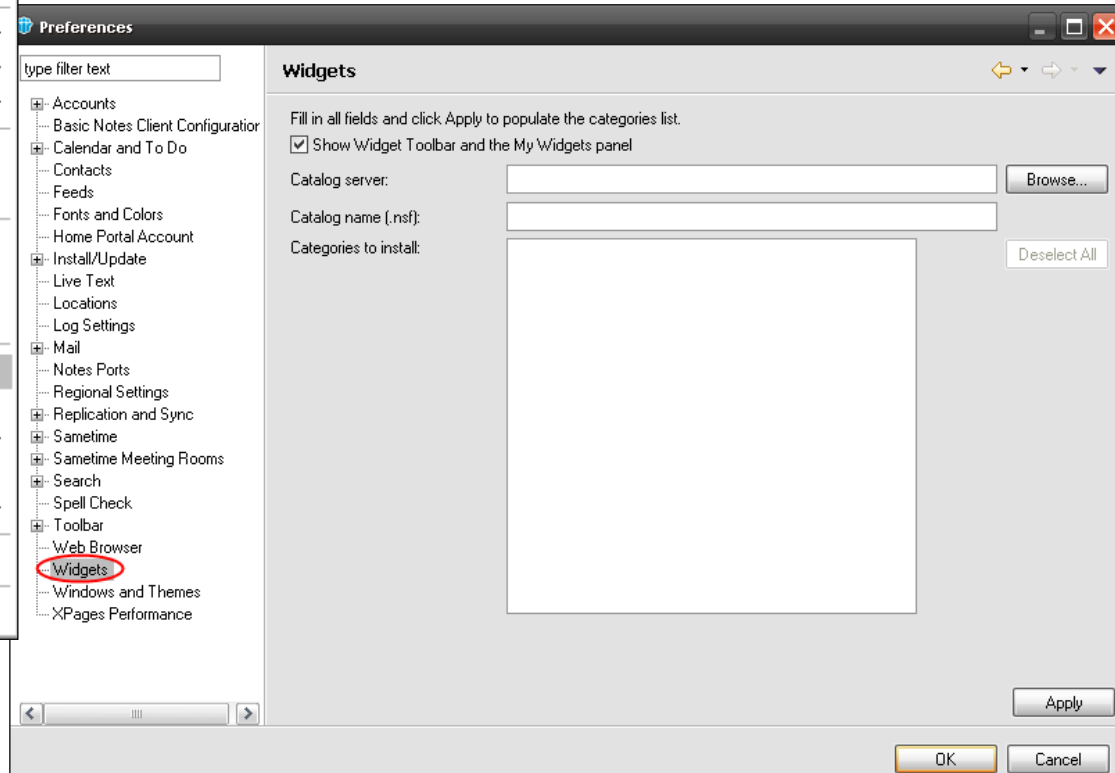 Preferences
type filter text
Accounts
Basic Notes Client Configuration
Calendar and To Do
Contacts
Feeds
Fonts and Colors
Home Portal Account
Install/Update
Live Text
Locations
Log Settings
Mail
Notes Ports
Regional Settings
Replication and Sync
Sametime
Sametime Meeting Rooms
Search
Spell Check
Toolbar
Web Browser
Widgets
Windows and Themes
XPages Performance
Widgets
Fill in all fields and click Apply to populate the categories list.
Show Widget Toolbar and the My Widgets panel
Catalog server:
Browse...
Catalog name (.nsf):
Categories to install:
Deselect All
Apply
OK
Cancel